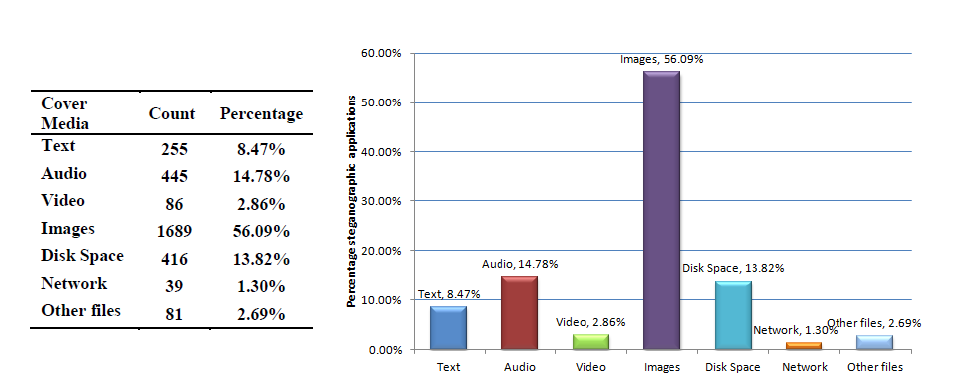 Cover
Media Count Percentage
Text 255 8.47%
Audio 445 14.78%
Video 86 2.86%
Images 1689 56.09%
Disk Space 416 13.82%
Network 39 1.30%
Other files 81 2.69%
Percentage steganographic applications
60.00%
50.00%
40.00%
30.00%
20.00%
10.00%
0.00%
Text, 8.47%
Audio, 14.78%
Video, 2.86%
Images, 56.09%
Disk Space, 13.82%
Network, 1.30%
Other files, 2.69%
Text Audio Video Images Disk Space Network Other files